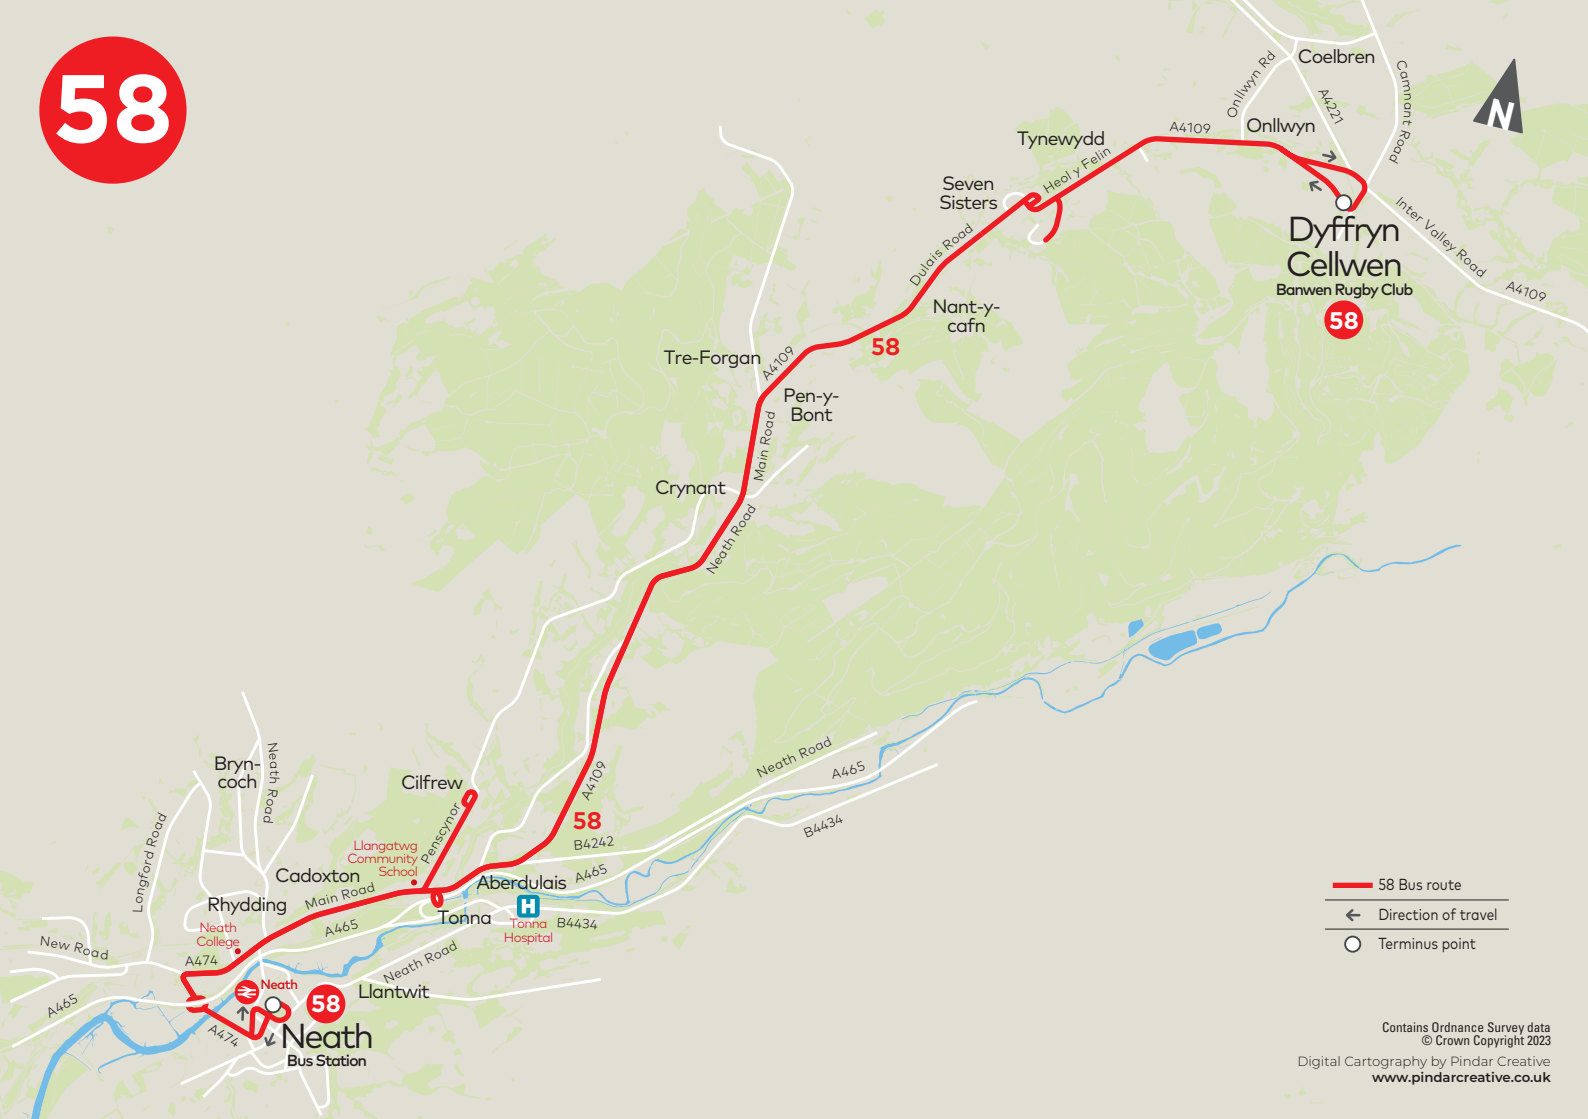 58
Coelbren
Onllwyn Rd
A4221
Camnant Road
N
A4109
Onllwyn
Tynewydd
Heol y Felin
Seven
Sisters
Dulais Road
Dyffryn
Cellwen
Banwen Rugby Club
58
Inter Valley Road
A4109
Nant-y-
cafn
58
Tre-Forgan
A4109
Pen-y-
Bont
Main Road
Crynant
Neath Road
Bryn-
coch
Neath Road
Cilfrew
A4109
Neath Road
A465
58
B4242
B4434
Longford Road
Llangatwg
Community
School
Penscynor
Cadoxton
Main Road
Aberdulais
A465
58 Bus route
Rhydding
A465
Tonna
H
Tonna
Hospital
B4434
Direction of travel
Neath
College
Terminus point
New Road
A474
Neath Road
A465
Neath
58
Llantwit
A474
Neath
Bus Station
Contains Ordnance Survey data
© Crown Copyright 2023
Digital Cartography by Pindar Creative
www.pindarcreative.co.uk